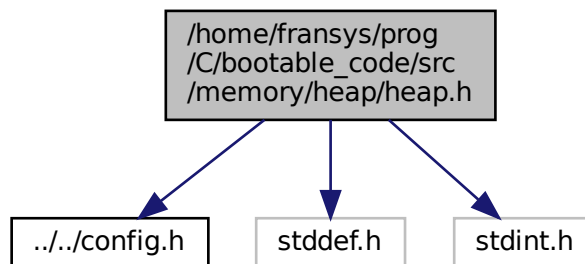 /home/fransys/prog
/C/bootable_code/src
/memory/heap/heap.h
../../config.h
stddef.h
stdint.h